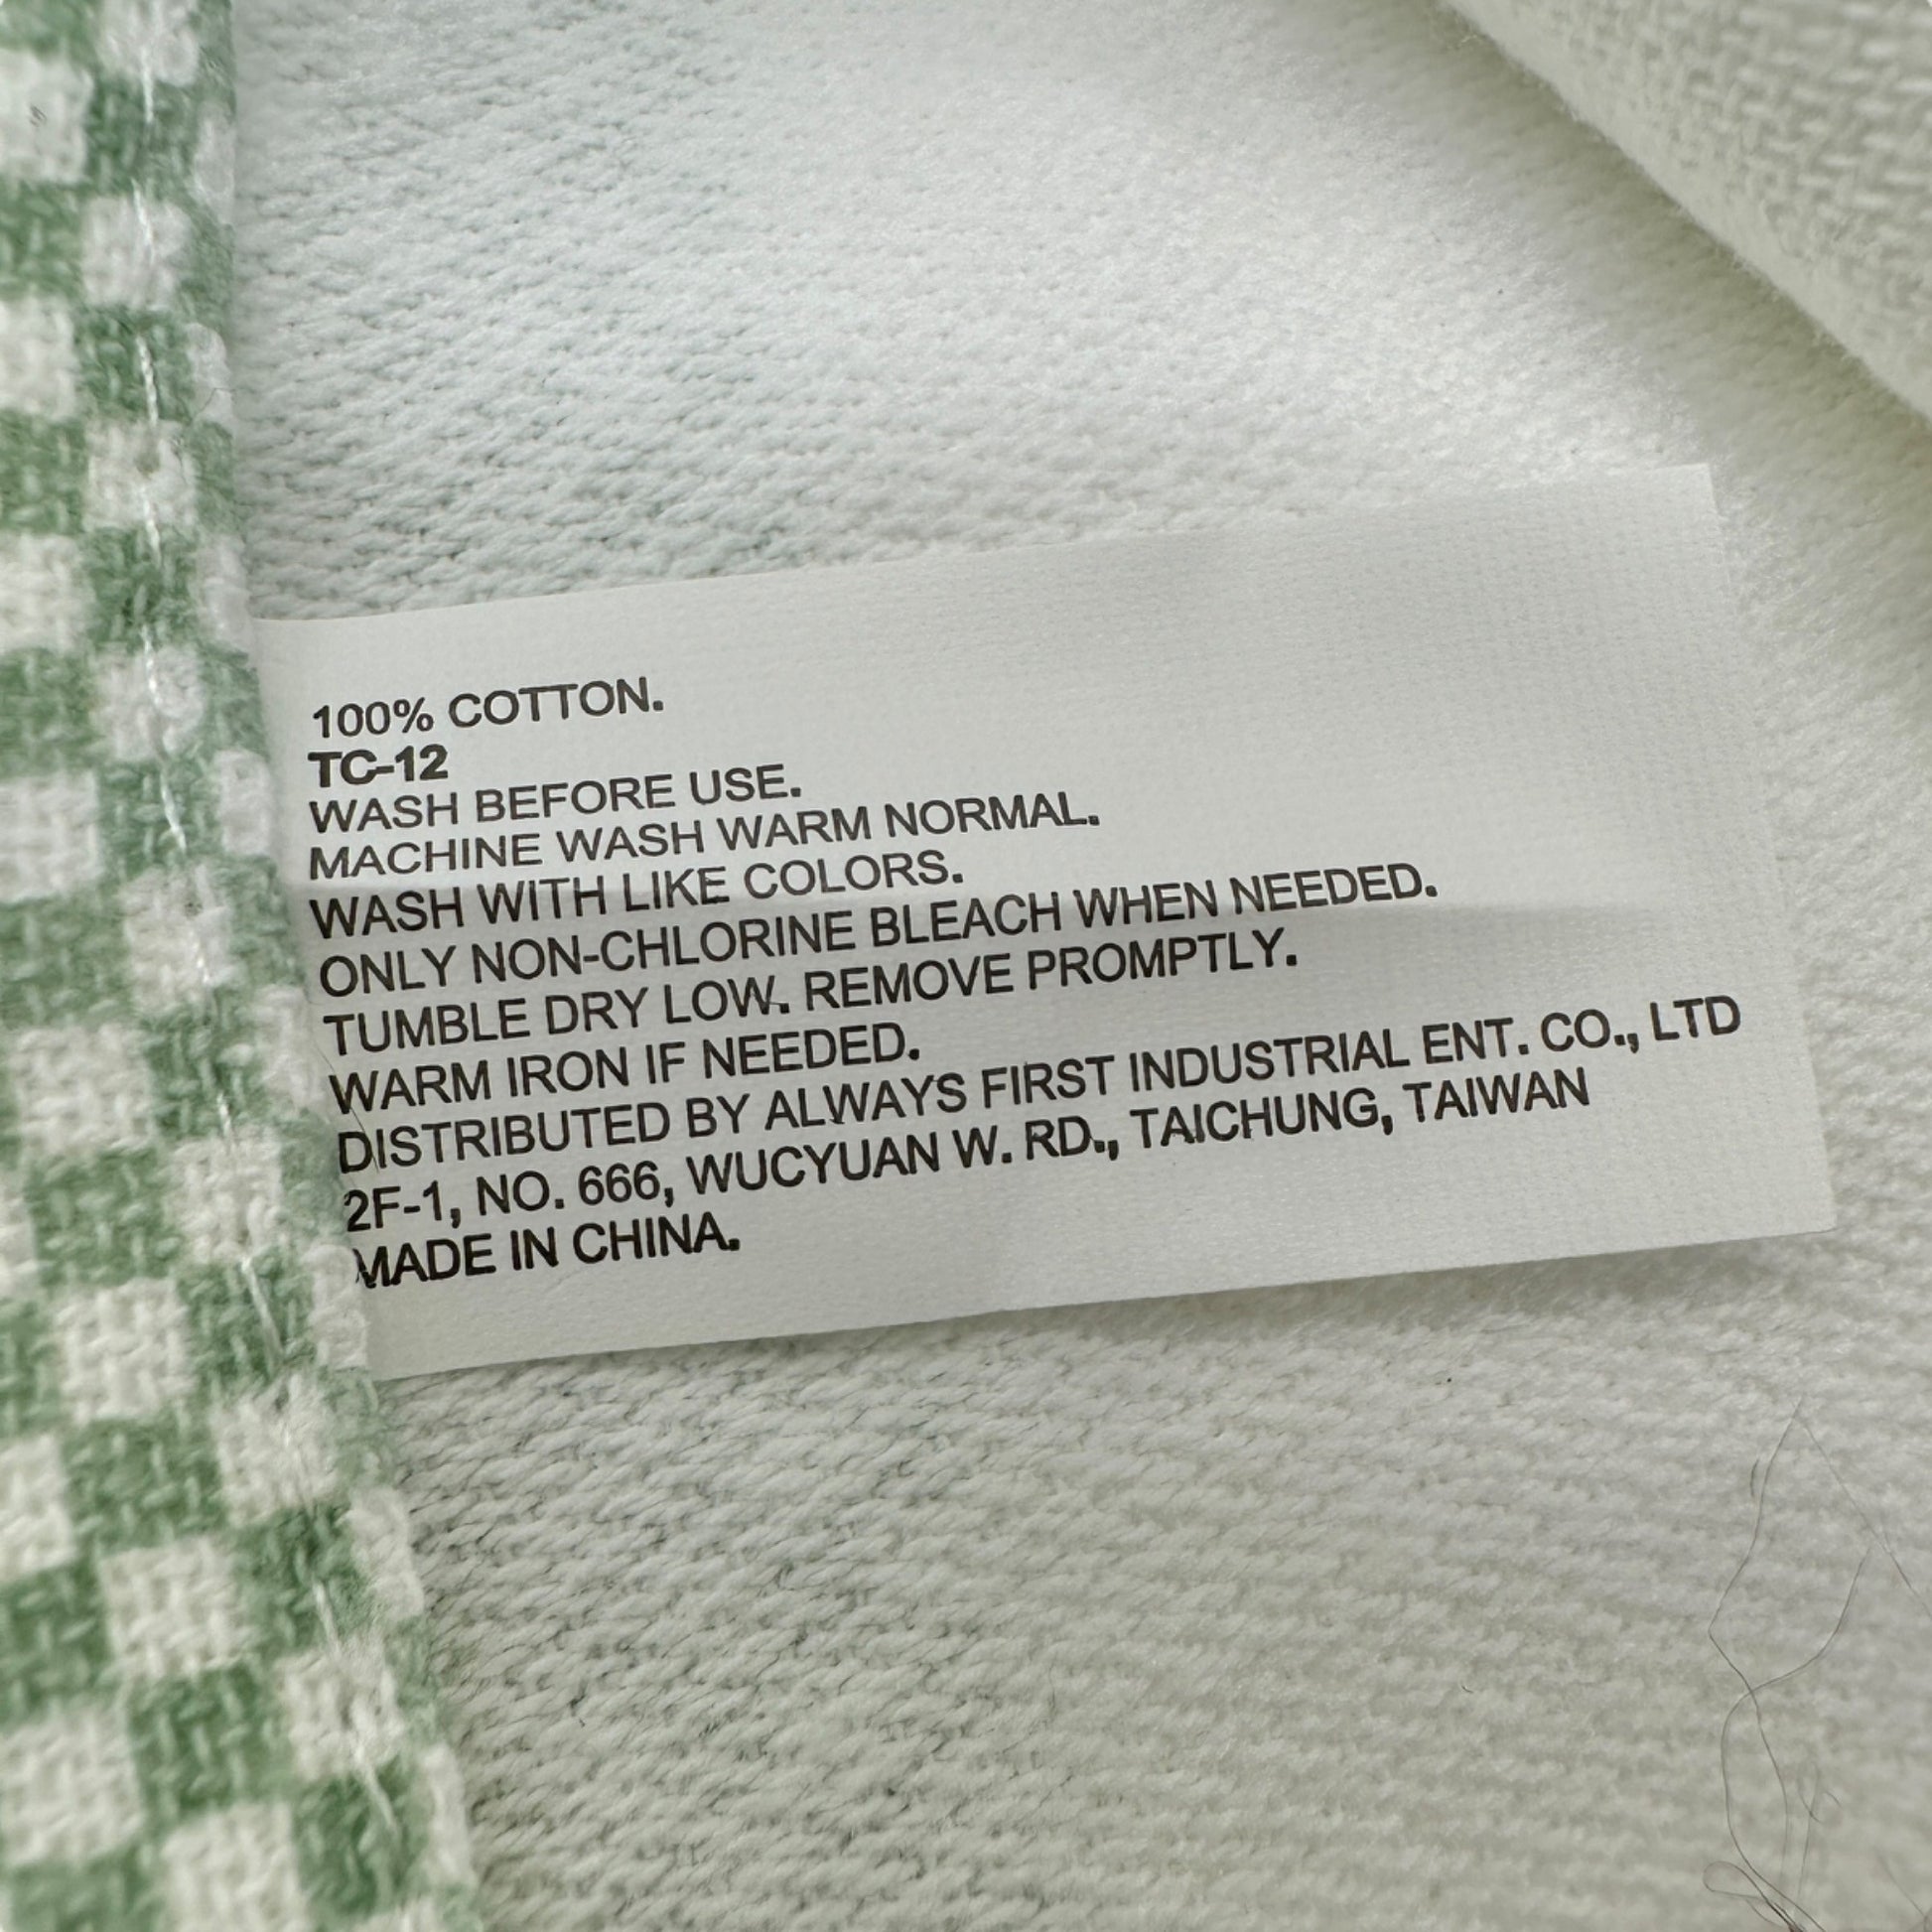 100% COTTON.
TC-12
WASH BEFORE USE.
MACHINE WASH WARM NORMAL.
WASH WITH LIKE COLORS.
ONLY NON-CHLORINE BLEACH WHEN NEEDED.
TUMBLE DRY LOW. REMOVE PROMPTLY.
WARM IRON IF NEEDED.
DISTRIBUTED BY ALWAYS FIRST INDUSTRIAL ENT. CO., LTD
2F-1, NO. 666, WUCYUAN W. RD., TAICHUNG, TAIWAN
MADE IN CHINA.